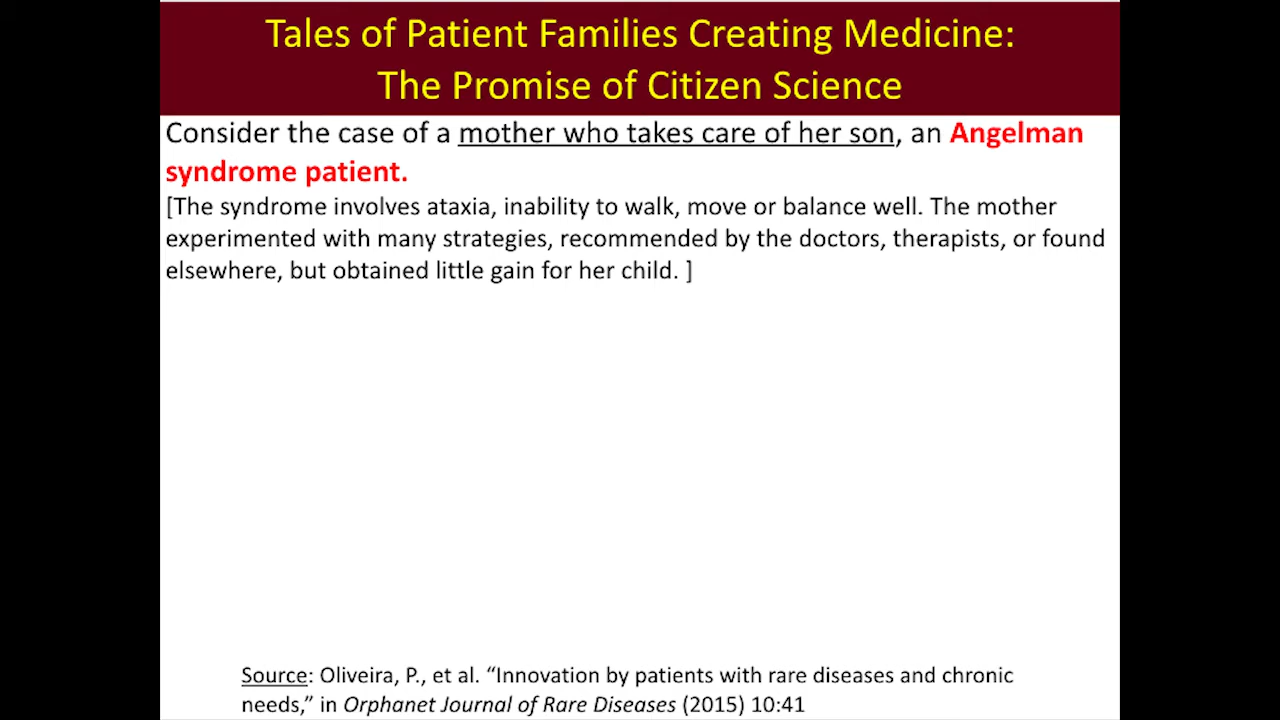 Tales of Patient Families Creating Medicine:
The Promise of Citizen Science
Consider the case of a mother who takes care of her son, an Angelman
syndrome patient.
[The syndrome involves ataxia, inability to walk, move or balance well. The mother
experimented with many strategies, recommended by the doctors, therapists, or found
elsewhere, but obtained little gain for her child. ]
Source: Oliveira, P., et al. “Innovation by patients with rare diseases and chronic
needs,” in Orphanet Journal of Rare Diseases (2015) 10:41